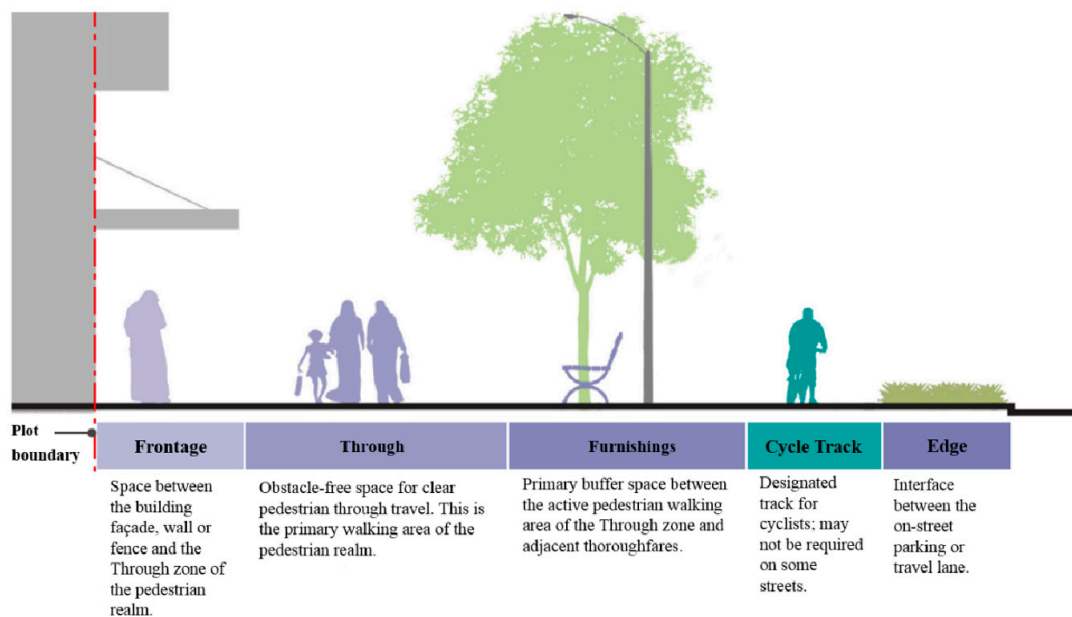 Plot
boundary
Frontage
Through
Furnishings
Cycle Track
Edge
Space between
the building
façade, wall or
fence and the
Through zone of
the pedestrian
realm.
Obstacle-free space for clear
pedestrian through travel. This is
the primary walking area of the
pedestrian realm.
Primary buffer space between
the active pedestrian walking
area of the Through zone and
adjacent thoroughfares.
Designated
track for
cyclists; may
not be required
on some
streets.
Interface
between the
on-street
parking or
travel lane.